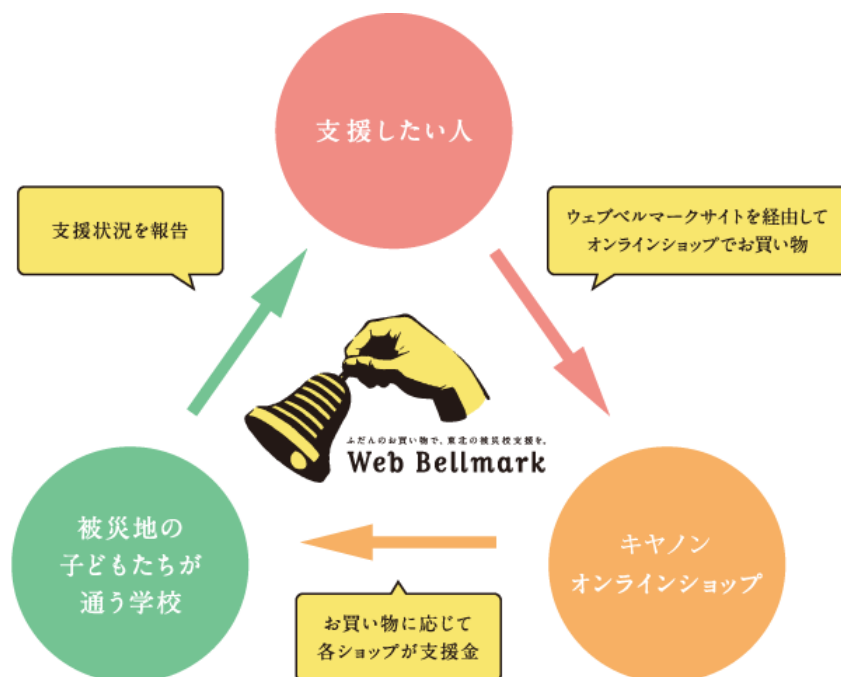 支援したい人
支援状況を報告
ウェブベルマークサイトを経由して
オンラインショップでお買い物
ふだんのお買い物で、東北の被災校支援を。
Web Bellmark
被災地の
子どもたちが
通う学校
キヤノン
オンラインショップ
お買い物に応じて
各ショップが支援金